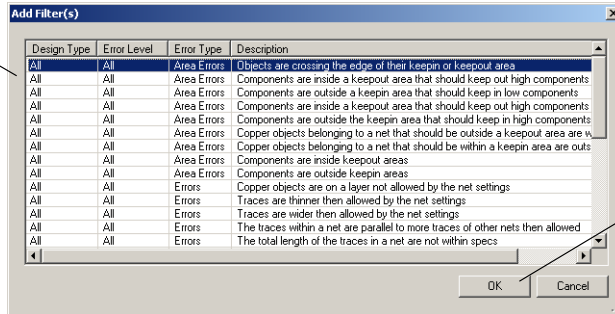 Add Filter(s)
Design Type Error Level Error Type Description
All All Area Errors Objects are crossing the edge of their keepin or keepout area
All All Area Errors Components are inside a keepout area that should keep out high components
All All Area Errors Components are outside a keepin area that should keep in low components
All All Area Errors Components are inside a keepout area that should keep out high components
All All Area Errors Components are outside the keepin area that should keep in high components
All All Area Errors Copper objects belonging to a net that should be outside a keepout area are w
All All Area Errors Copper objects belonging to a net that should be within a keepin area are outs
All All Area Errors Components are inside keepout areas
All All Area Errors Components are outside keepin areas
All All Errors Copper objects are on a layer not allowed by the net settings
All All Errors Traces are thinner then allowed by the net settings
All All Errors Traces are wider then allowed by the net settings
All All Errors The traces within a net are parallel to more traces of other nets then allowed
All All Errors The total length of the traces in a net are not within specs
OK Cancel